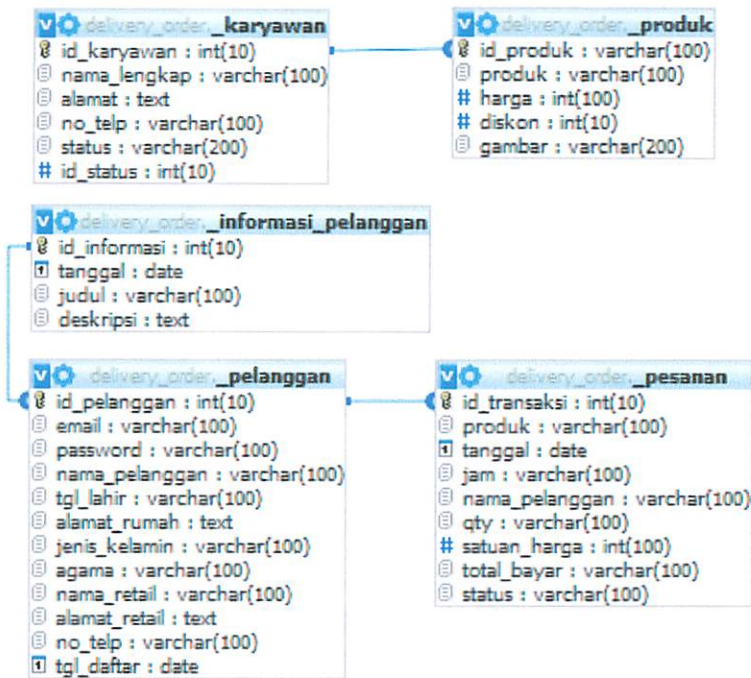 delivery_order._karyawan
id_karyawan : int(10)
nama_lengkap : varchar(100)
alamat : text
no_telp : varchar(100)
status : varchar(200)
id_status : int(10)
delivery_order._produk
id_produk : varchar(100)
produk : varchar(100)
harga : int(100)
diskon : int(10)
gambar : varchar(200)
delivery_order._informasi_pelanggan
id_informasi : int(10)
tanggal : date
judul : varchar(100)
deskripsi : text
delivery_order._pelanggan
id_pelanggan : int(10)
email : varchar(100)
password : varchar(100)
nama_pelanggan : varchar(100)
tgl_lahir : varchar(100)
alamat_rumah : text
jenis_kelamin : varchar(100)
agama : varchar(100)
nama_retail : varchar(100)
alamat_retail : text
no_telp : varchar(100)
tgl_daftar : date
delivery_order._pesanan
id_transaksi : int(10)
produk : varchar(100)
tanggal : date
jam : varchar(100)
nama_pelanggan : varchar(100)
qty : varchar(100)
satuan_harga : int(100)
total_bayar : varchar(100)
status : varchar(100)